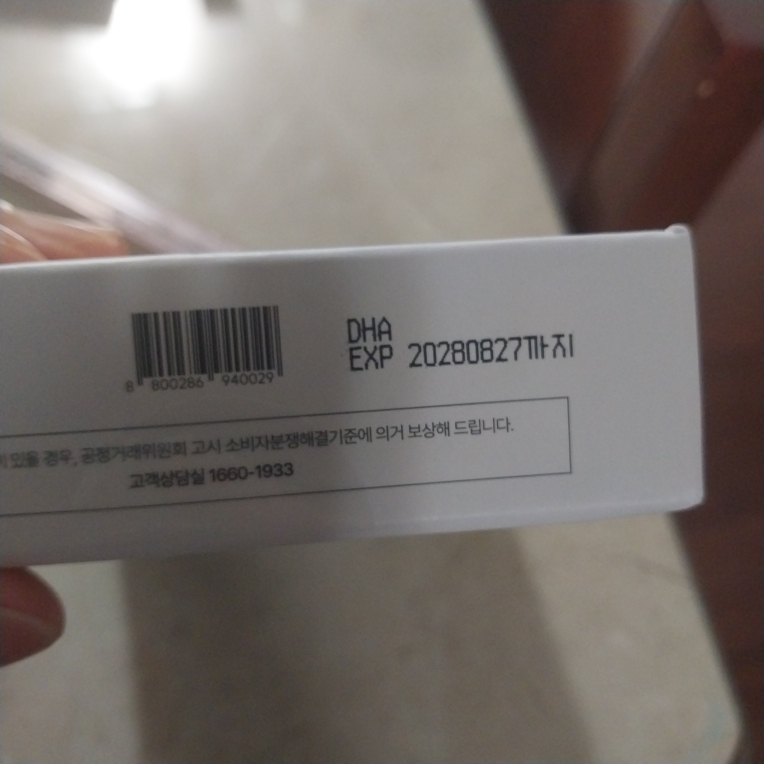 DHA
EXP 20280827까지
8 800286 940029
있을 경우, 공정거래위원회 고시 소비자분쟁해결기준에 의거 보상해 드립니다.
고객상담실 1660-1933